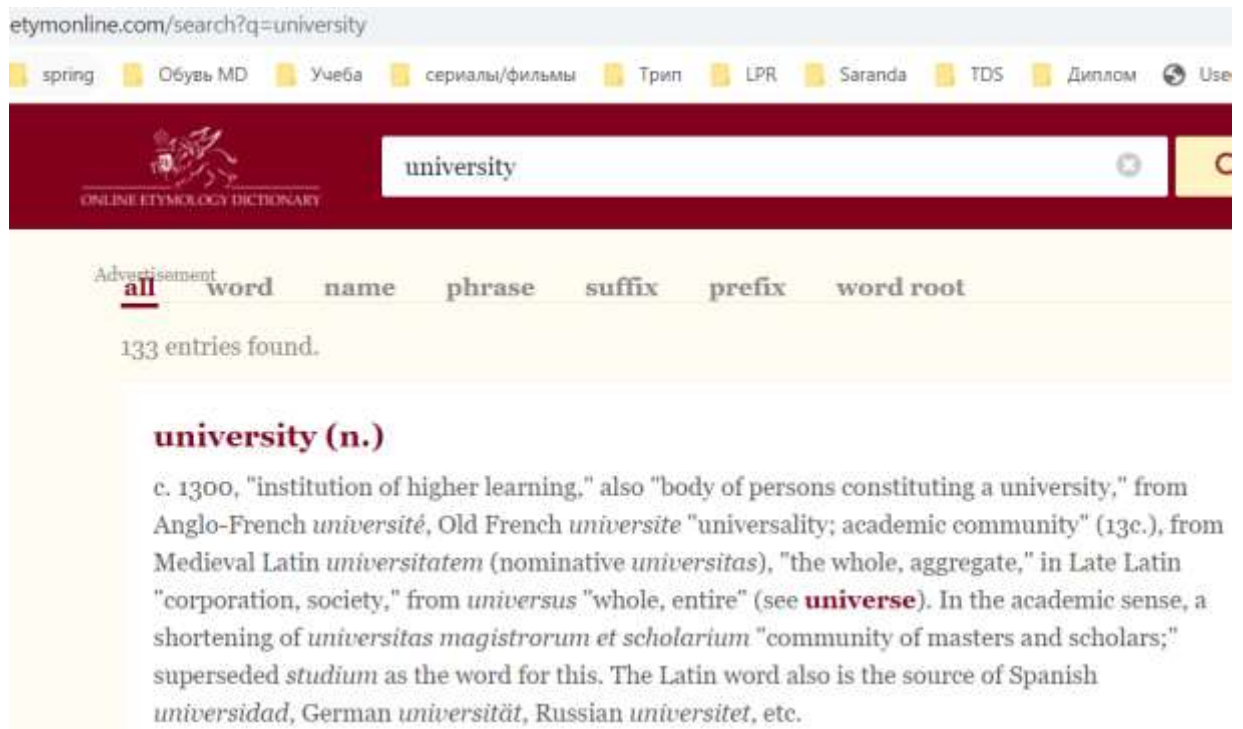 etymonline.com/search?q=university
spring Обувь MD Учеба сериалы/фильмы Трип LPR Saranda TDS Диплом
ONLINE ETYMOLOGY DICTIONARY
university
Advertisement
all word name phrase suffix prefix word root
133 entries found.
university (n.)
c. 1300, "institution of higher learning," also "body of persons constituting a university," from
Anglo-French université, Old French universite "universality; academic community" (13c.), from
Medieval Latin universitatem (nominative universitas), "the whole, aggregate," in Late Latin
"corporation, society," from universus "whole, entire" (see universe). In the academic sense, a
shortening of universitas magistrorum et scholarium "community of masters and scholars;"
superseded studium as the word for this. The Latin word also is the source of Spanish
universidad, German universität, Russian universitet, etc.